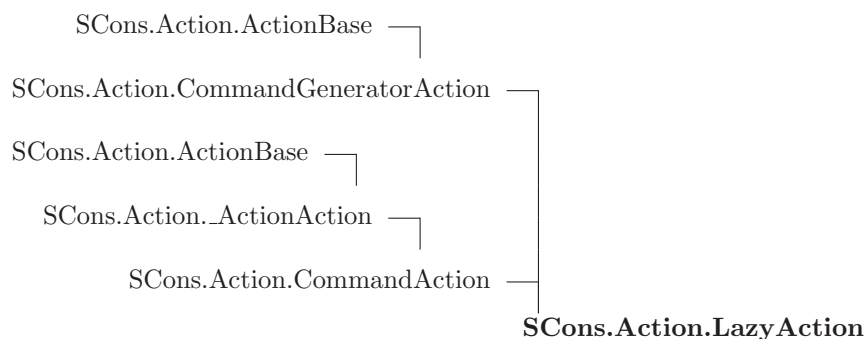 SCons.Action.ActionBase
SCons.Action.CommandGeneratorAction
SCons.Action.ActionBase
SCons.Action._ActionAction
SCons.Action.CommandAction
SCons.Action.LazyAction